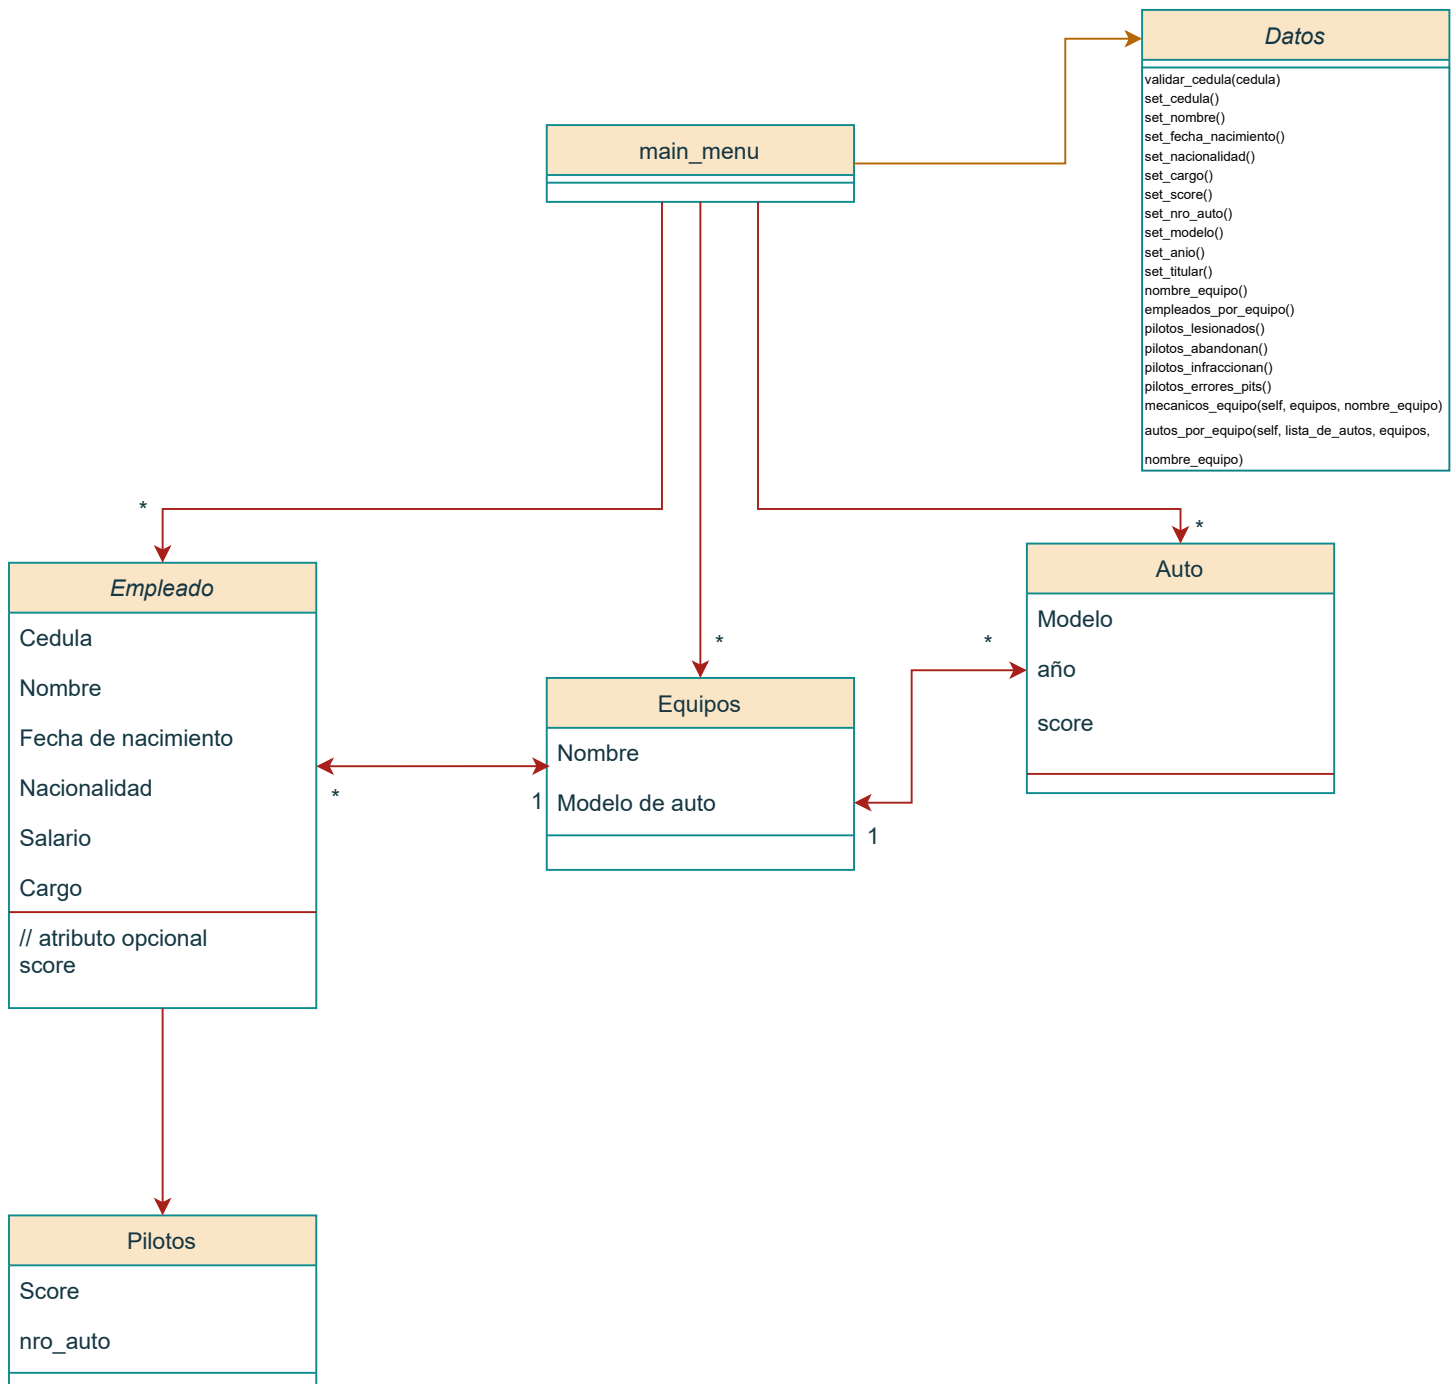 Datos
validar_cedula(cedula)
set_cedula()
set_nombre()
set_fecha_nacimiento()
set_nacionalidad()
set_cargo()
set_score()
set_nro_auto()
set_modelo()
set_anio()
set_titular()
nombre_equipo()
empleados_por_equipo()
pilotos_lesionados()
pilotos_abandonan()
pilotos_infraccionan()
pilotos_errores_pits()
mecanicos_equipo(self, equipos, nombre_equipo)
autos_por_equipo(self, lista_de_autos, equipos,
nombre_equipo)
main_menu
*
*
*
*
Empleado
Cedula
Nombre
Fecha de nacimiento
Nacionalidad
Salario
Cargo
// atributo opcional
score
*
1
Equipos
Nombre
Modelo de auto
1
Auto
Modelo
año
score
Pilotos
Score
nro_auto